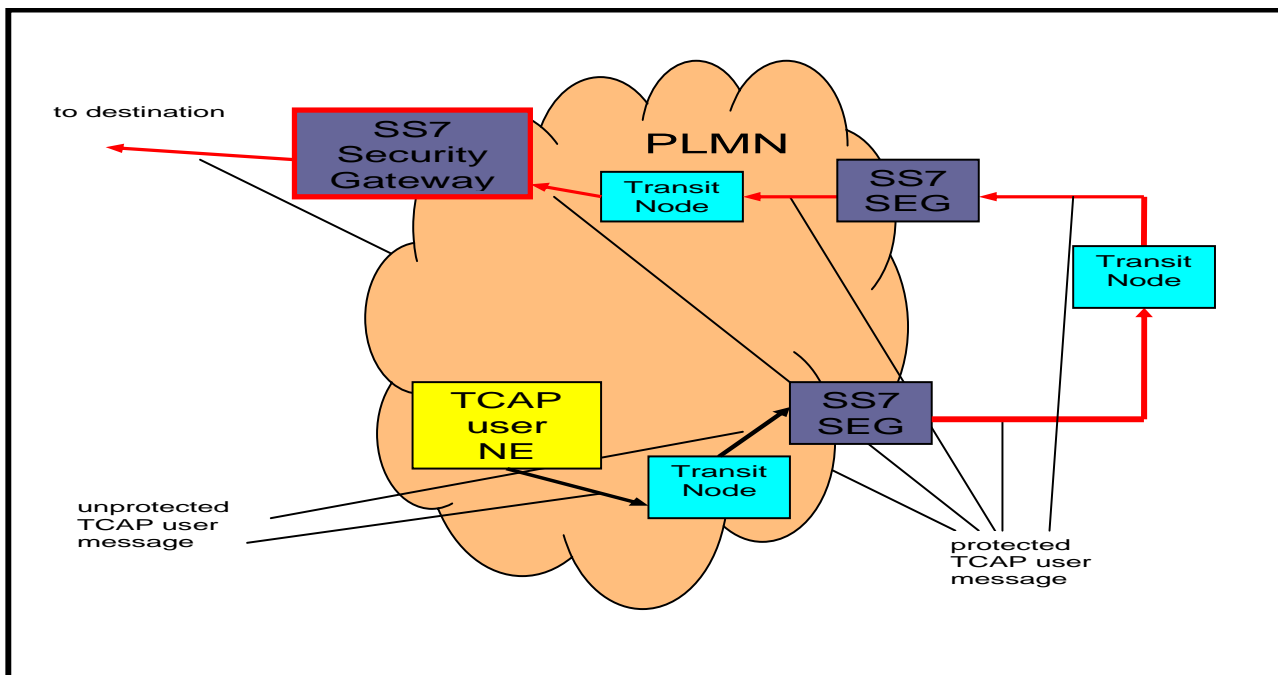 to destination
SS7
Security
Gateway
PLMN
Transit
Node
SS7
SEG
Transit
Node
TCAP
user
NE
SS7
SEG
Transit
Node
unprotected
TCAP user
message
protected
TCAP user
message